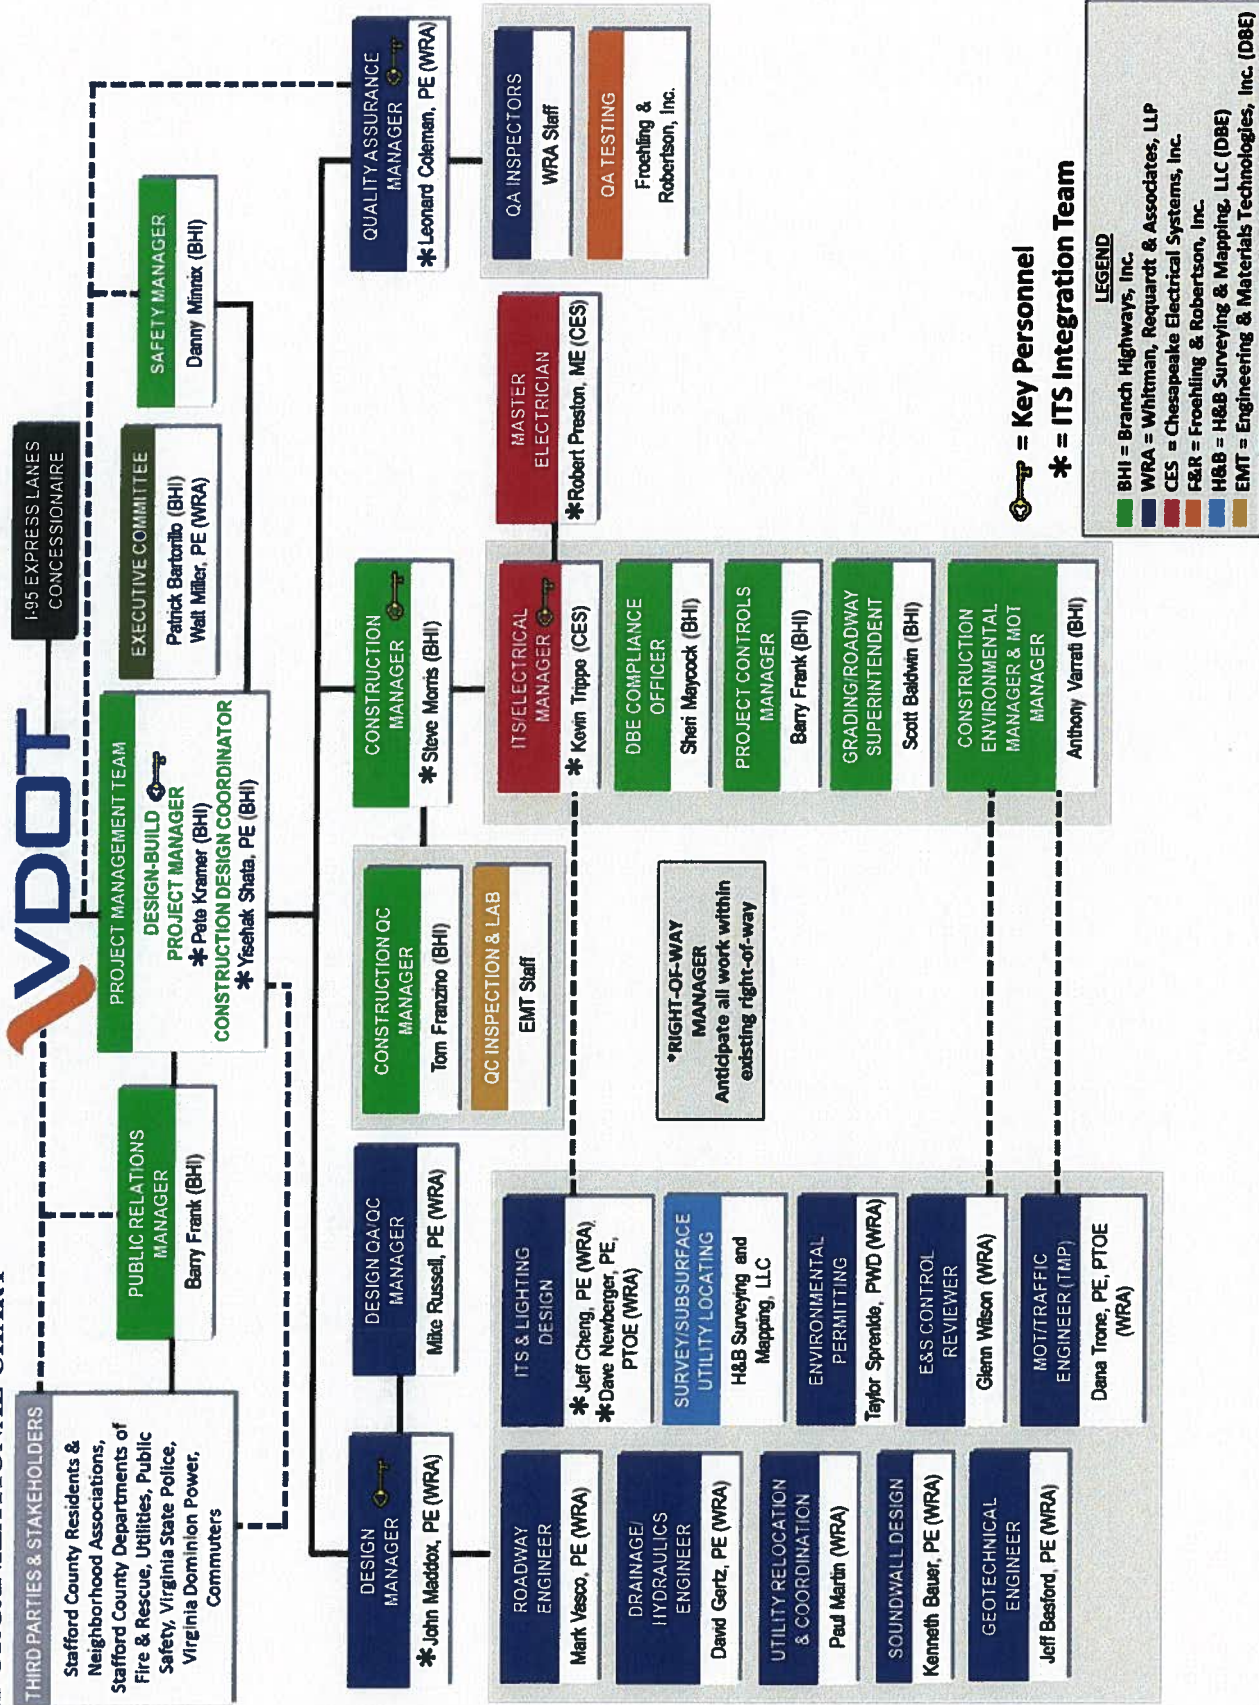 ORGANIZATIONAL CHART
VDOT
I-95 EXPRESS LANES
CONCESSIONAIRE
THIRD PARTIES & STAKEHOLDERS
Stafford County Residents &
Neighborhood Associations,
Stafford County Departments of
Fire & Rescue, Utilities, Public
Safety, Virginia State Police,
Virginia Dominion Power,
Commuters
PUBLIC RELATIONS
MANAGER
Barry Frank (BHI)
PROJECT MANAGEMENT TEAM
DESIGN-BUILD
PROJECT MANAGER
* Pete Kramer (BHI)
CONSTRUCTION DESIGN COORDINATOR
* Yisehak Shata, PE (BHI)
EXECUTIVE COMMITTEE
Patrick Bartorillo (BHI)
Walt Miller, PE (WRA)
SAFETY MANAGER
Danny Minnix (BHI)
DESIGN
MANAGER
* John Maddox, PE (WRA)
DESIGN QA/QC
MANAGER
Mike Russell, PE (WRA)
CONSTRUCTION QC
MANAGER
Tom Franzino (BHI)
QC INSPECTION & LAB
EMT Staff
CONSTRUCTION
MANAGER
* Steve Morris (BHI)
QUALITY ASSURANCE
MANAGER
* Leonard Coleman, PE (WRA)
QA INSPECTORS
WRA Staff
QA TESTING
Froehling &
Robertson, Inc.
ROADWAY
ENGINEER
Mark Vasco, PE (WRA)
DRAINAGE/
HYDRAULICS
ENGINEER
David Gertz, PE (WRA)
UTILITY RELOCATION
& COORDINATION
Paul Martin (WRA)
SOUNDWALL DESIGN
Kenneth Bauer, PE (WRA)
GEOTECHNICAL
ENGINEER
Jeff Basford, PE (WRA)
ITS & LIGHTING
DESIGN
* Jeff Cheng, PE (WRA)
* Dave Newberger, PE,
PTOE (WRA)
SURVEY/SUBSURFACE
UTILITY LOCATING
H&B Surveying and
Mapping, LLC
ENVIRONMENTAL
PERMITTING
Taylor Sprenkle, PWD (WRA)
E&S CONTROL
REVIEWER
Glenn Wilson (WRA)
MOT/TRAFFIC
ENGINEER (TMP)
Dana Trone, PE, PTOE
(WRA)
*RIGHT-OF-WAY
MANAGER
Anticipate all work within
existing right-of-way
ITS/ELECTRICAL
MANAGER
* Kevin Trippe (CES)
DBE COMPLIANCE
OFFICER
Sheri Maycock (BHI)
PROJECT CONTROLS
MANAGER
Barry Frank (BHI)
GRADING/ROADWAY
SUPERINTENDENT
Scott Baldwin (BHI)
CONSTRUCTION
ENVIRONMENTAL
MANAGER & MOT
MANAGER
Anthony Varrati (BHI)
MASTER
ELECTRICIAN
* Robert Preston, ME (CES)
= Key Personnel
* = ITS Integration Team
LEGEND
BHI = Branch Highways, Inc.
WRA = Whitman, Requardt & Associates, LLP
CES = Chesapeake Electrical Systems, Inc.
F&R = Froehling & Robertson, Inc.
H&B = H&B Surveying & Mapping, LLC (DBE)
EMT = Engineering & Materials Technologies, Inc. (DBE)